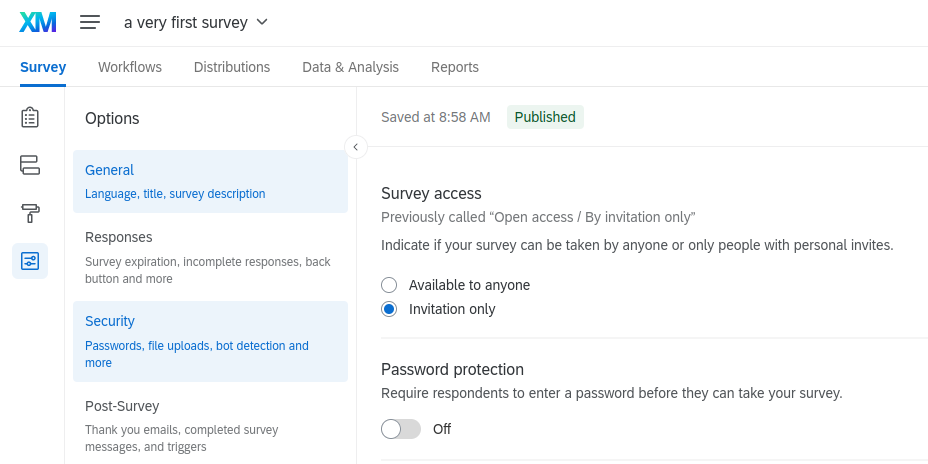 XM
a very first survey
Survey
Workflows
Distributions
Data & Analysis
Reports
Options
General
Language, title, survey description
Responses
Survey expiration, incomplete responses, back
button and more
Security
Passwords, file uploads, bot detection and
more
Post-Survey
Thank you emails, completed survey
messages, and triggers
Saved at 8:58 AM
Published
Survey access
Previously called “Open access / By invitation only”
Indicate if your survey can be taken by anyone or only people with personal invites.
Available to anyone
Invitation only
Password protection
Require respondents to enter a password before they can take your survey.
Off